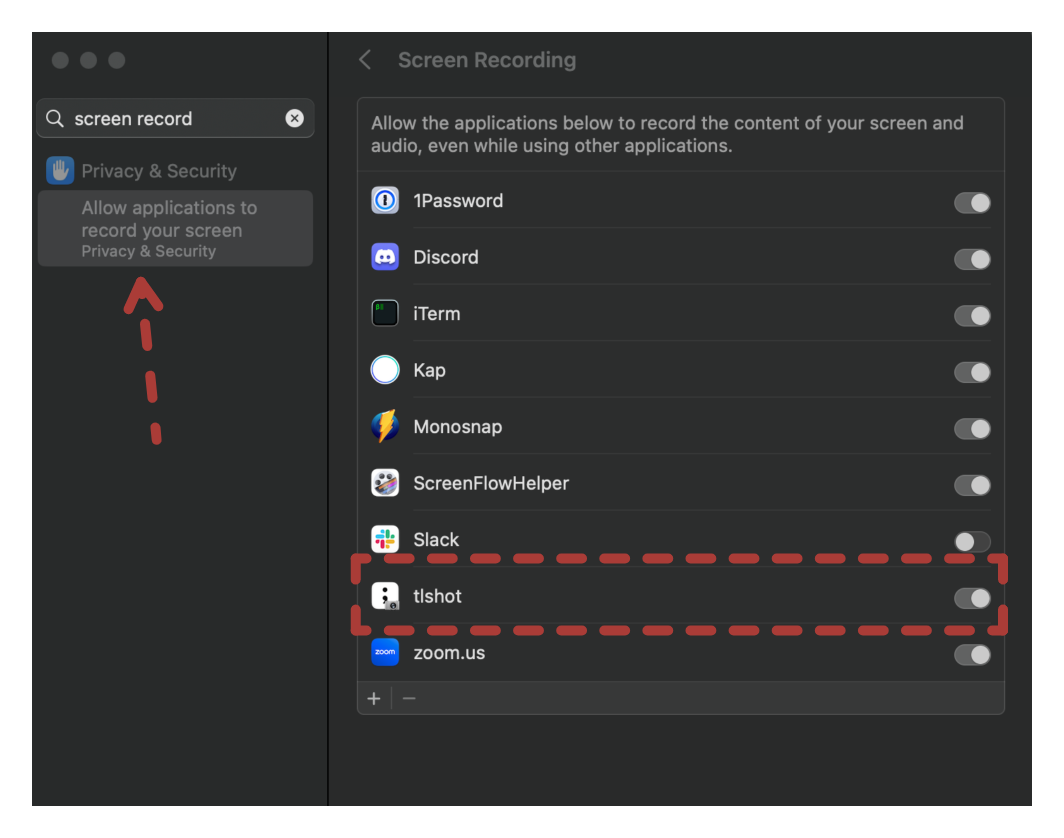 screen record
Privacy & Security
Allow applications to
record your screen
Privacy & Security
Screen Recording
Allow the applications below to record the content of your screen and
audio, even while using other applications.
1Password
Discord
iTerm
Kap
Monosnap
ScreenFlowHelper
Slack
tlshot
zoom
zoom.us